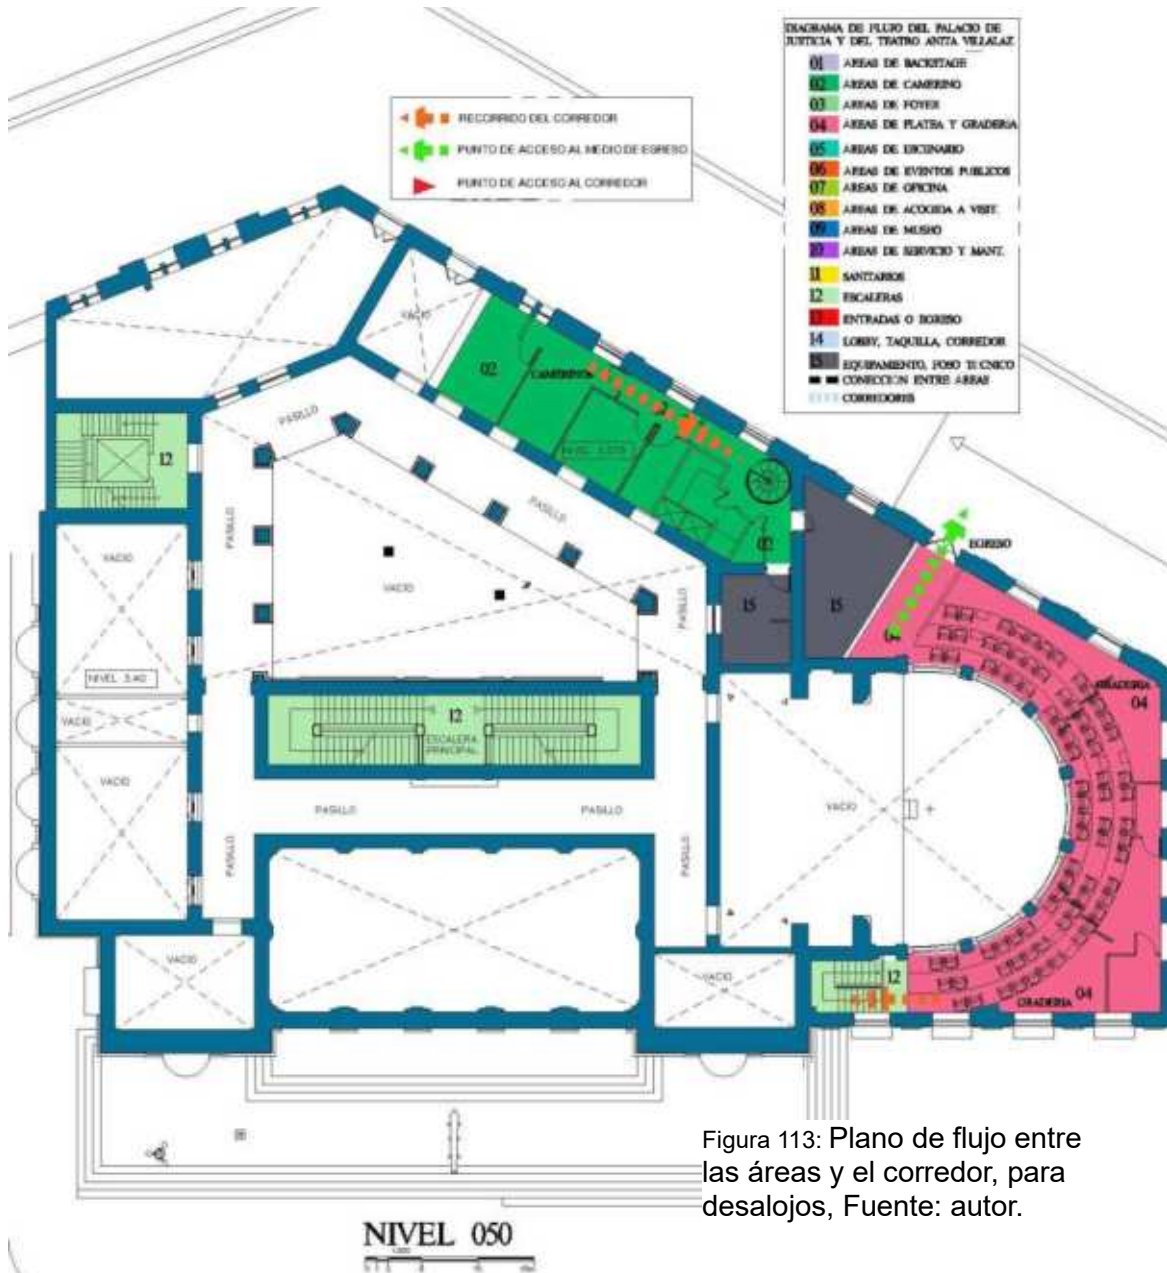 DIAGRAMA DE FLUJO DEL PALACIO DE
JUSTICIA Y DEL TEATRO ANITA VILLALAZ
01 AREAS DE BACKSTAGE
02 AREAS DE CAMERINO
03 AREAS DE FOYER
04 AREAS DE PLATEA Y GRADERIA
05 AREAS DE ESCENARIO
06 AREAS DE EVENTOS PUBLICOS
07 AREAS DE OFICINA
08 AREAS DE ACOGIDA A VISIT.
09 AREAS DE MUSEO
10 AREAS DE SERVICIO Y MANT.
11 SANITARIOS
12 ESCALERAS
13 ENTRADAS O EGRESO
14 LOBBY, TAQUILLA, CORREDOR
15 EQUIPAMIENTO, FOSO TECNICO
CONECCION ENTRE AREAS
CORREDORES
RECORRIDO DEL CORREDOR
PUNTO DE ACCESO AL MEDIO DE EGRESO
PUNTO DE ACCESO AL CORREDOR
VACIO
02
CAMERINOS
PASILLO
12
PASILLO
PASILLO
VACIO
VACIO
02
EGRESO
15
15
04
PASILLO
NIVEL 3.40
VACIO
GRADERIA
04
12
ESCALERA
PRINCIPAL
VACIO
PASILLO
PASILLO
VACIO
PASILLO
PASILLO
VACIO
VACIO
12
GRADERIA 04
Figura 113: Plano de flujo entre
las áreas y el corredor, para
desalojos, Fuente: autor.
NIVEL 050